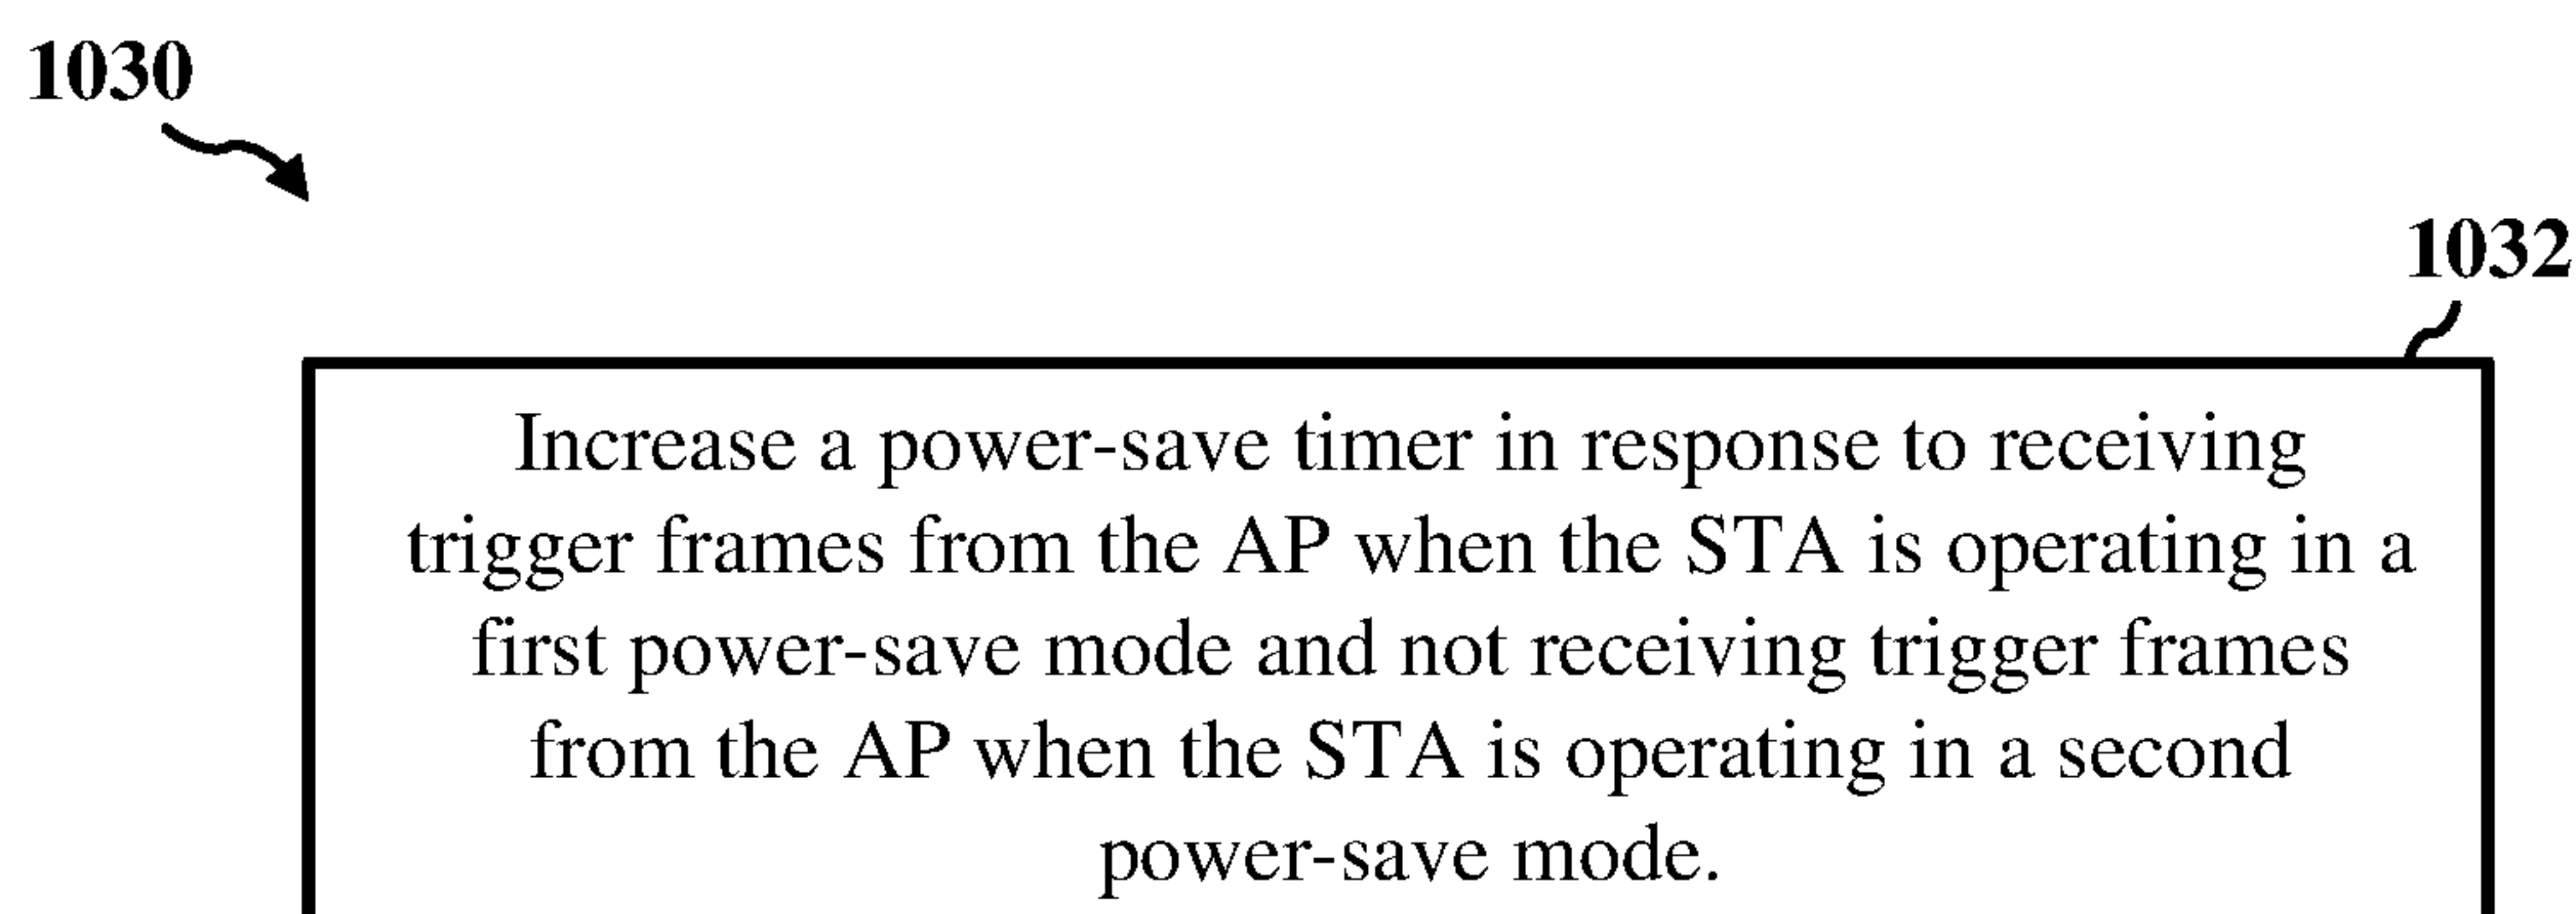 1030
1032
Increase a power-save timer in response to receiving
trigger frames from the AP when the STA is operating in a
first power-save mode and not receiving trigger frames
from the AP when the STA is operating in a second
power-save mode.